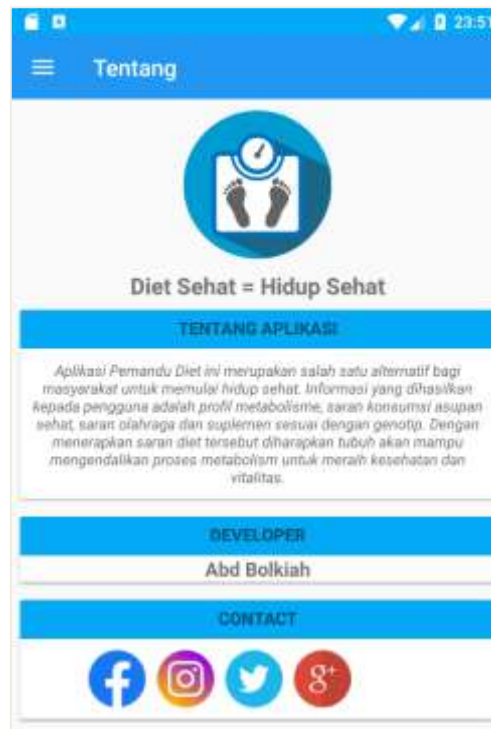 23:51
Tentang
Diet Sehat = Hidup Sehat
TENTANG APLIKASI
Aplikasi Pemandu Diet ini merupakan salah satu alternatif bagi
masyarakat untuk memulai hidup sehat. Informasi yang dihasilkan
kepada pengguna adalah profil metabolisme, saran konsumsi asupan
sehat, saran olahraga dan suplemen sesuai dengan genotip. Dengan
menerapkan saran diet tersebut diharapkan tubuh akan mampu
mengendalikan proses metabolism untuk meraih kesehatan dan
vitalitas.
DEVELOPER
Abd Bolkiah
CONTACT